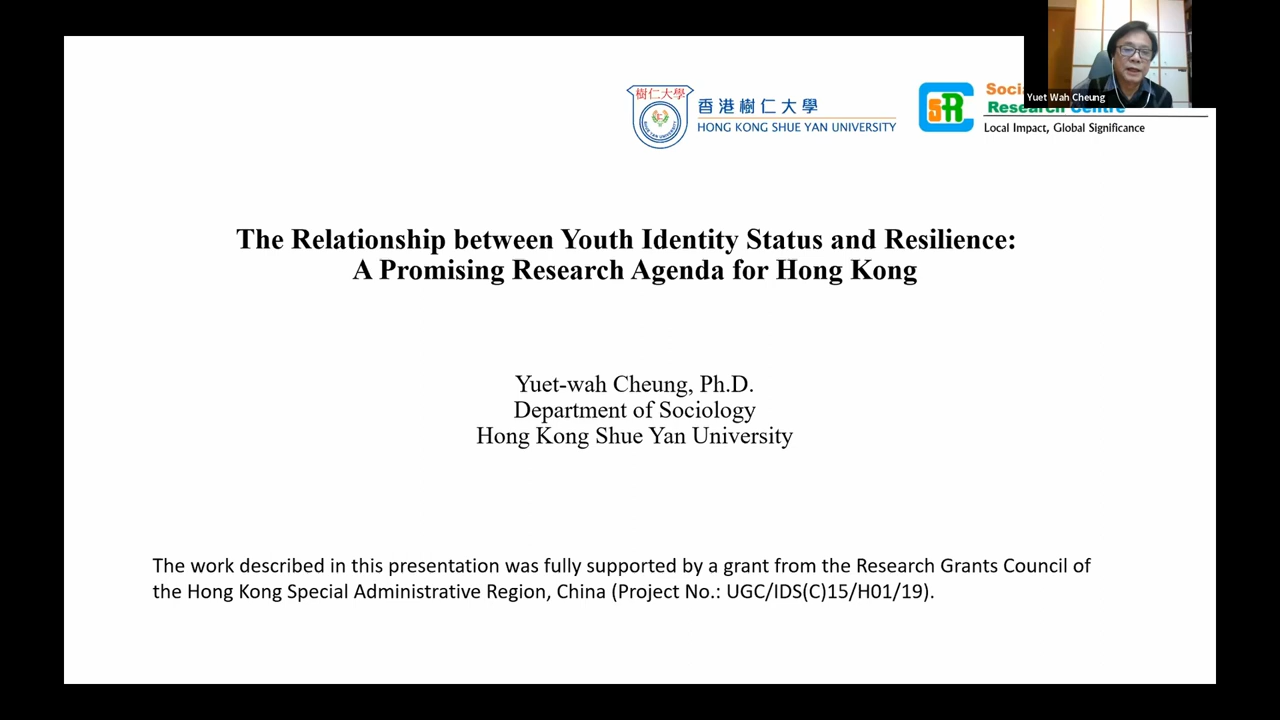 Yuet Wah Cheung
樹仁大學
香港樹仁大學
HONG KONG SHUE YAN UNIVERSITY
Research Centre
Local Impact, Global Significance
The Relationship between Youth Identity Status and Resilience:
A Promising Research Agenda for Hong Kong
Yuet-wah Cheung, Ph.D.
Department of Sociology
Hong Kong Shue Yan University
The work described in this presentation was fully supported by a grant from the Research Grants Council of
the Hong Kong Special Administrative Region, China (Project No.: UGC/IDS(C)15/H01/19).